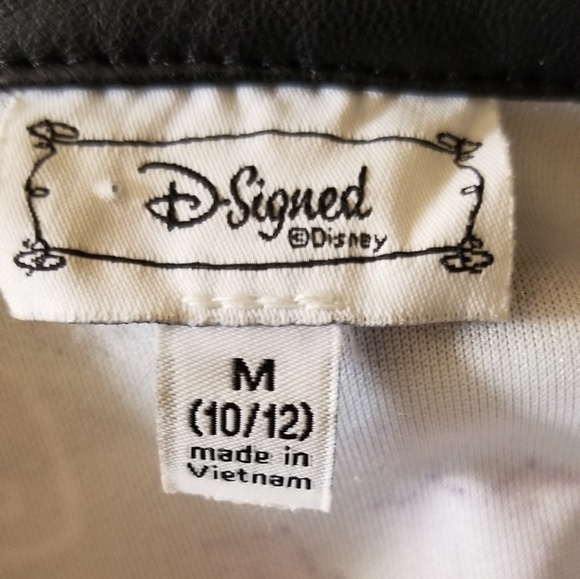 D-Signed
©Disney
M
(10/12)
made in
Vietnam